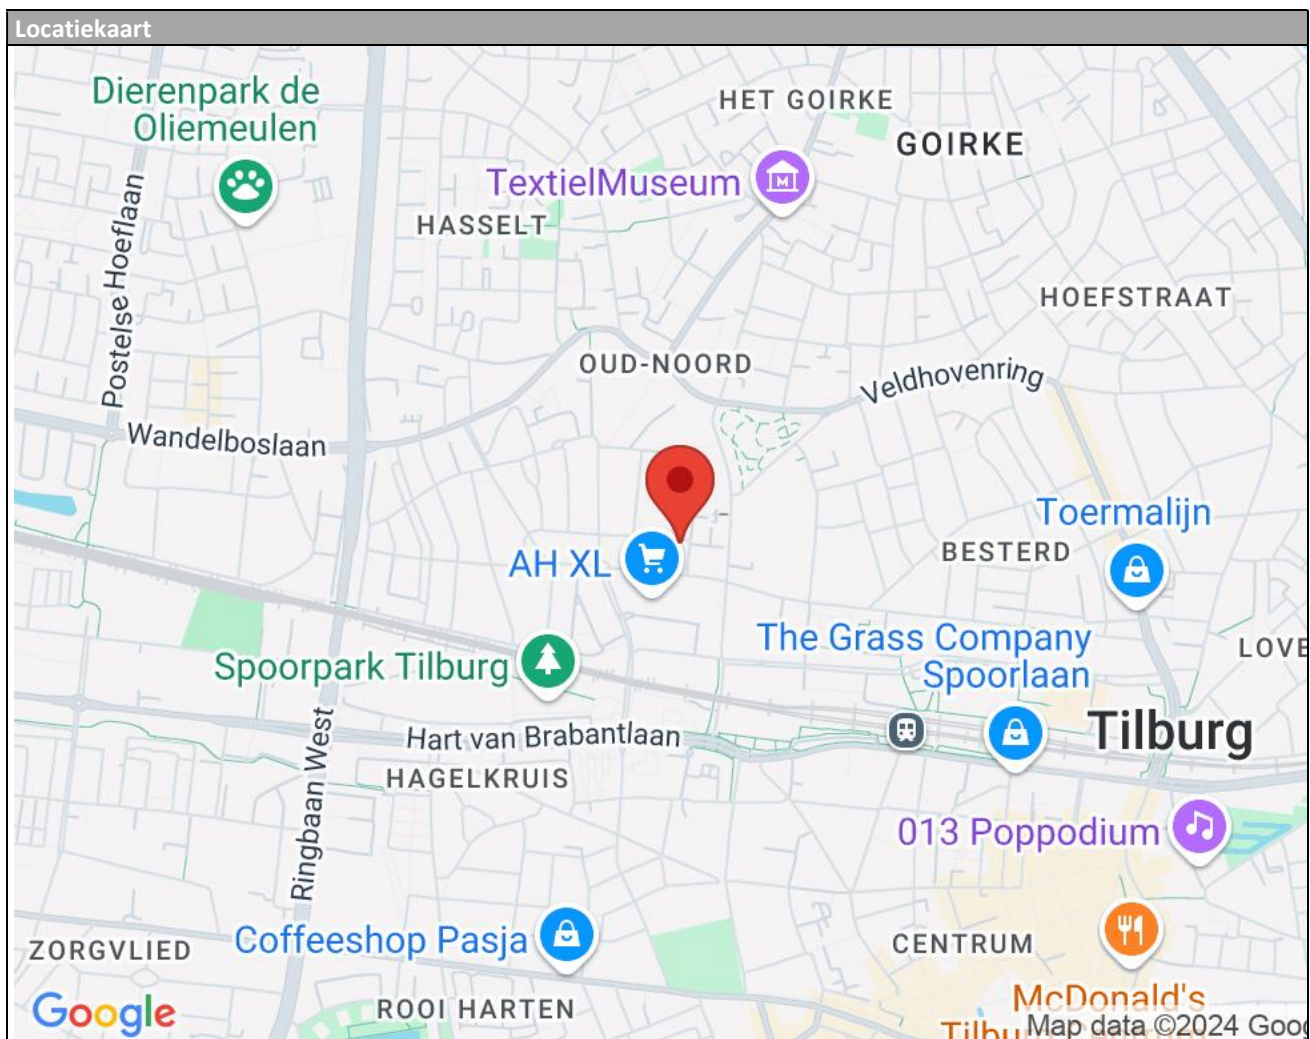 Locatiekaart
Dierenpark de
Oliemeulen
HET GOIRKE
GOIRKE
TextielMuseum
HASSELT
Postelse Hoeflaan
HOEFSTRAAT
OUD-NOORD
Veldhovenring
Wandelboslaan
Toermalijn
BESTERD
AH XL
The Grass Company
Spoorlaan
LOVE
Spoorpark Tilburg
Tilburg
Hart van Brabantlaan
HAGELKRUIS
Ringbaan West
013 Poppodium
ZORGVLIED
Coffeeshop Pasja
CENTRUM
McDonald's
ROOI HARTEN
Google
Map data ©2024 Goo